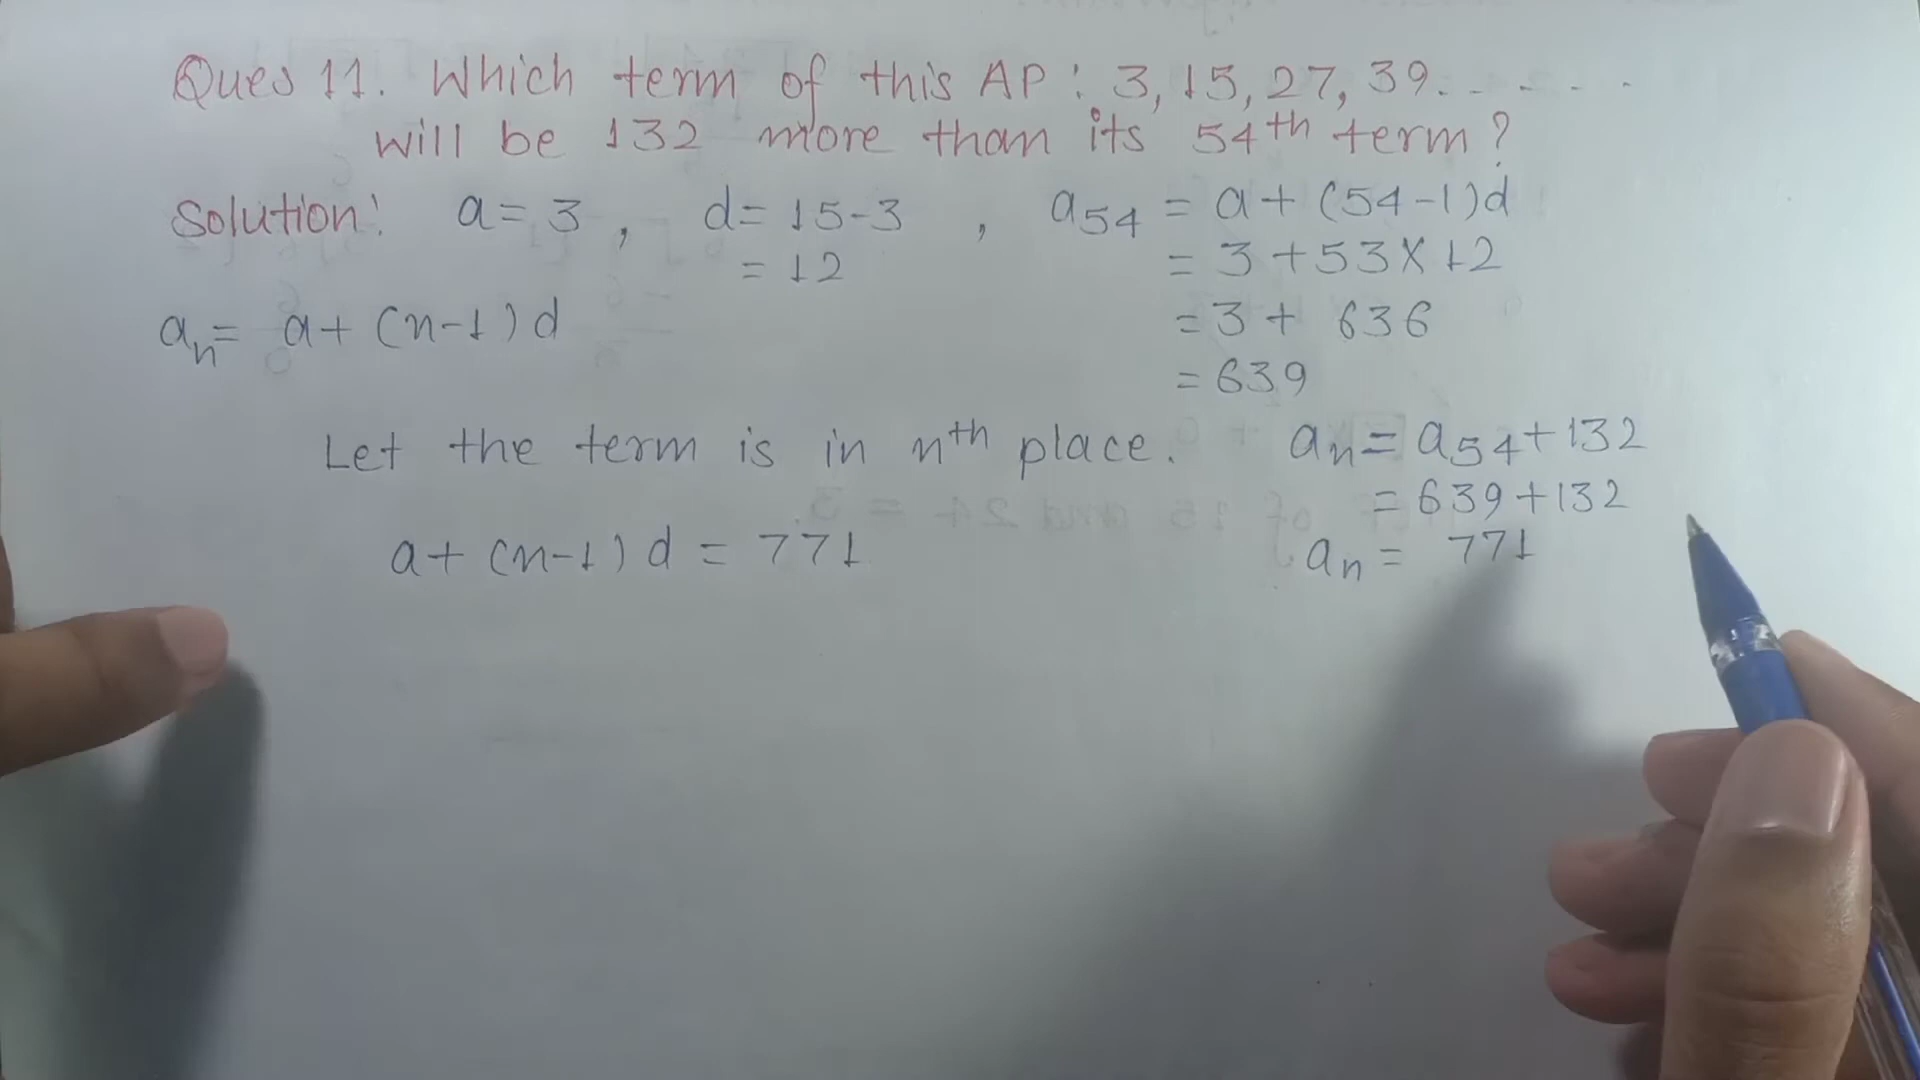 Ques 11. Which term of this AP : 3, 15, 27, 39. - - - - .
will be 132 more than its 54th term?
Solution: a = 3 , d = 15-3 , a54 = a + (54-1)d
= 12 = 3 + 53 × 12
an = a + (n-1) d = 3 + 636
= 639
Let the term is in nth place. an = a54 + 132
= 639 + 132
a + (n-1) d = 771 an = 771